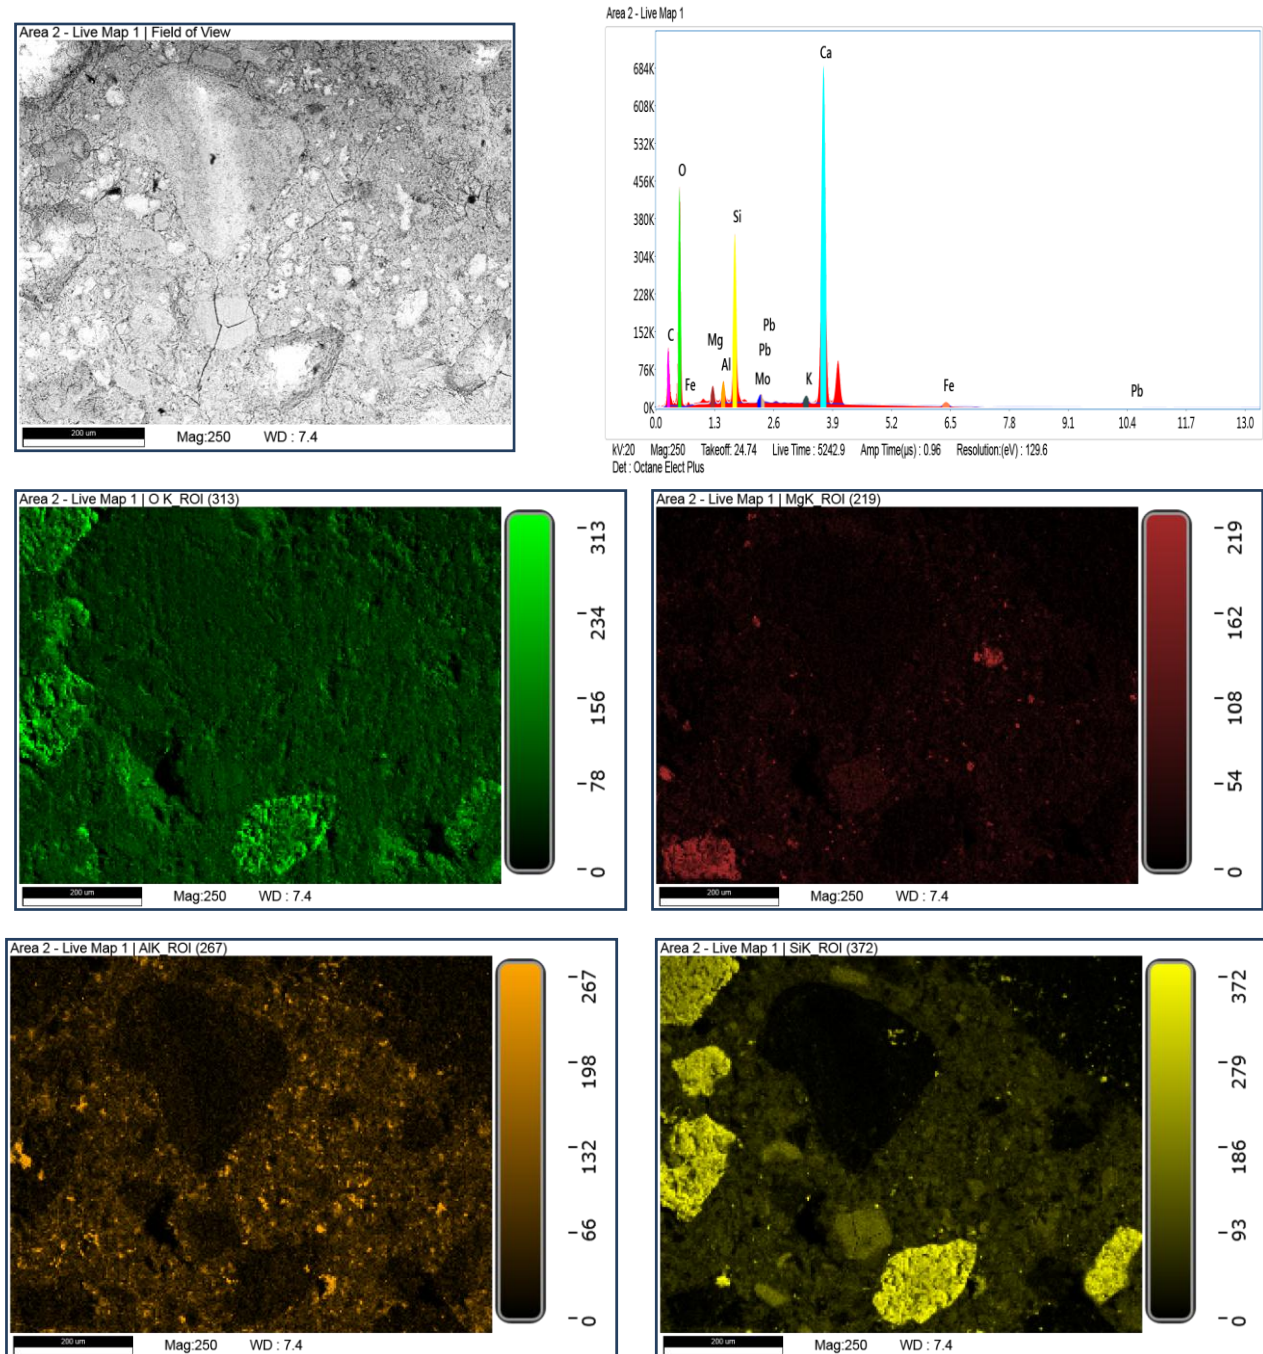 Area 2 - Live Map 1 | Field of View
200 um Mag:250 WD : 7.4
Area 2 - Live Map 1
684K
608K
532K
456K
380K
304K
228K
152K
76K
0K
C
O
Fe
Mg
Al
Si
Pb
Pb
Mo
K
Ca
Fe
Pb
0.0 1.3 2.6 3.9 5.2 6.5 7.8 9.1 10.4 11.7 13.0
kV:20 Mag:250 Takeoff: 24.74 Live Time : 5242.9 Amp Time(µs) : 0.96 Resolution:(eV) : 129.6
Det : Octane Elect Plus
Area 2 - Live Map 1 | O K_ROI (313)
313
234
156
78
0
200 um Mag:250 WD : 7.4
Area 2 - Live Map 1 | MgK_ROI (219)
219
162
108
54
0
200 um Mag:250 WD : 7.4
Area 2 - Live Map 1 | AlK_ROI (267)
267
198
132
66
0
200 um Mag:250 WD : 7.4
Area 2 - Live Map 1 | SiK_ROI (372)
372
279
186
93
0
200 um Mag:250 WD : 7.4